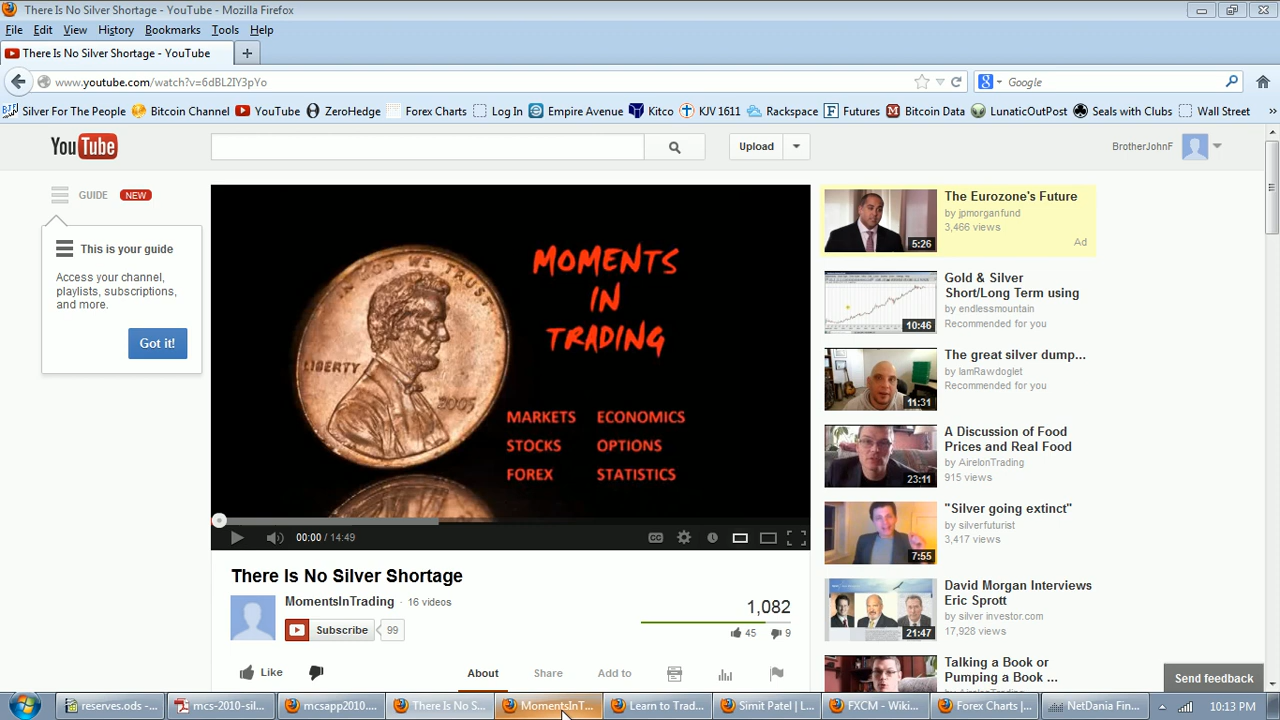 There Is No Silver Shortage - YouTube - Mozilla Firefox
File Edit View History Bookmarks Tools Help
There Is No Silver Shortage - YouTube
www.youtube.com/watch?v=6dBL2IY3pYo
Google
Silver For The People Bitcoin Channel YouTube ZeroHedge Forex Charts Log In Empire Avenue Kitco KJV 1611 Rackspace Futures Bitcoin Data LunaticOutPost Seals with Clubs Wall Street
YouTube
Upload
BrotherJohnF
GUIDE NEW
This is your guide
Access your channel,
playlists, subscriptions,
and more.
Got it!
IN GOD WE TRUST
LIBERTY
MOMENTS
IN
TRADING
MARKETS ECONOMICS
STOCKS OPTIONS
FOREX STATISTICS
00:00 / 14:49
CC
There Is No Silver Shortage
MomentsInTrading · 16 videos
Subscribe 99
1,082
45 9
Like
About Share Add to
The Eurozone's Future
by jpmorganfund
3,466 views
Ad
5:26
Gold & Silver
Short/Long Term using
by endlessmountain
Recommended for you
10:46
The great silver dump...
by IamRawdoglet
Recommended for you
11:31
A Discussion of Food
Prices and Real Food
by AirelonTrading
915 views
23:11
"Silver going extinct"
by silverfuturist
3,417 views
7:55
David Morgan Interviews
Eric Sprott
by silver investor.com
17,928 views
21:47
Talking a Book or
Pumping a Book ...
Send feedback
reserves.ods - ...
mcs-2010-sil...
mcsapp2010....
There Is No S...
MomentsInT...
Learn to Trad...
Simit Patel | L...
FXCM - Wiki...
Forex Charts |...
NetDania Fin...
10:13 PM